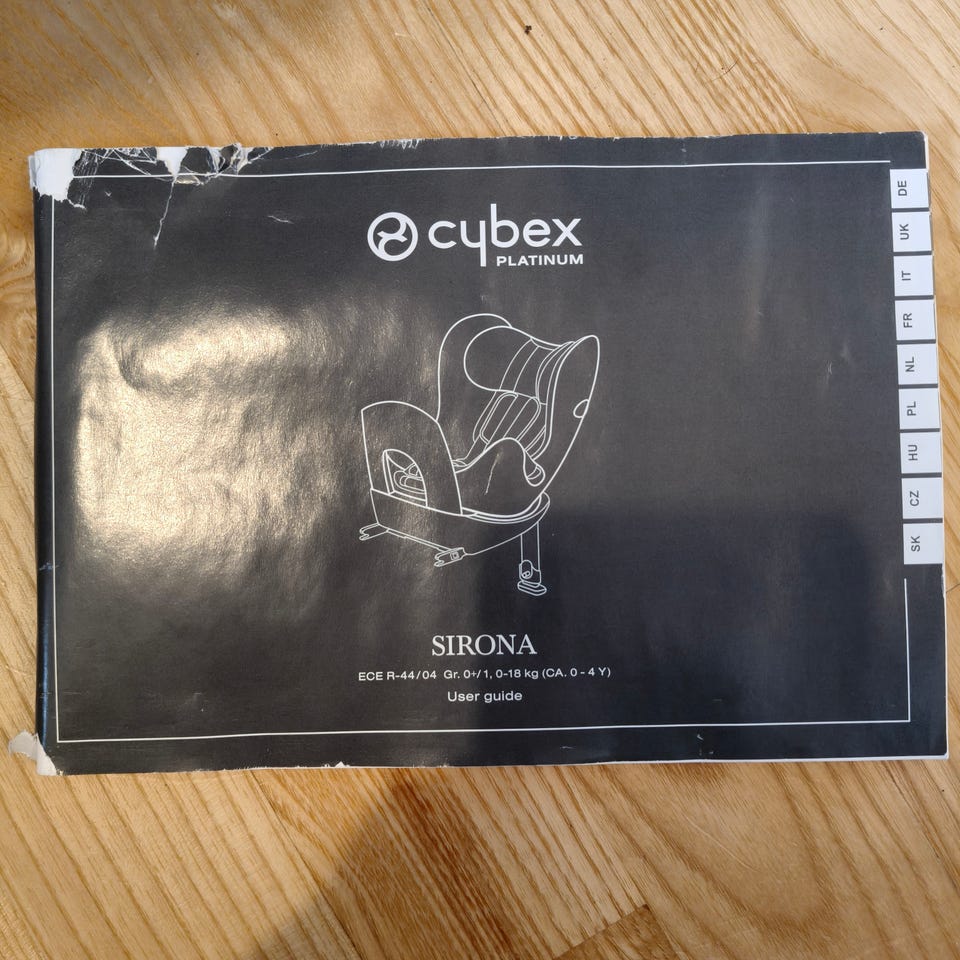 cybex
PLATINUM
DE
UK
IT
FR
NL
PL
HU
CZ
SK
SIRONA
ECE R-44/04 Gr. 0+/1, 0-18 kg (CA. 0 - 4 Y)
User guide